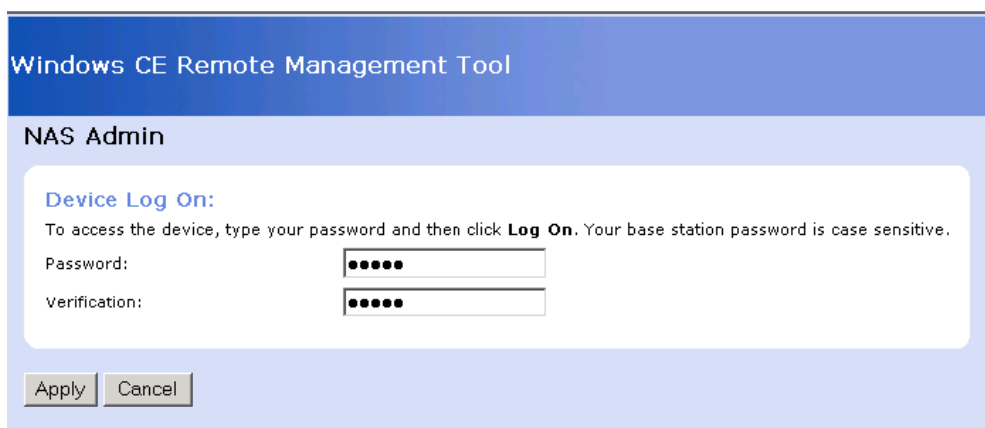 Windows CE Remote Management Tool
NAS Admin
Device Log On:
To access the device, type your password and then click Log On. Your base station password is case sensitive.
Password: •••••
Verification: •••••
Apply Cancel